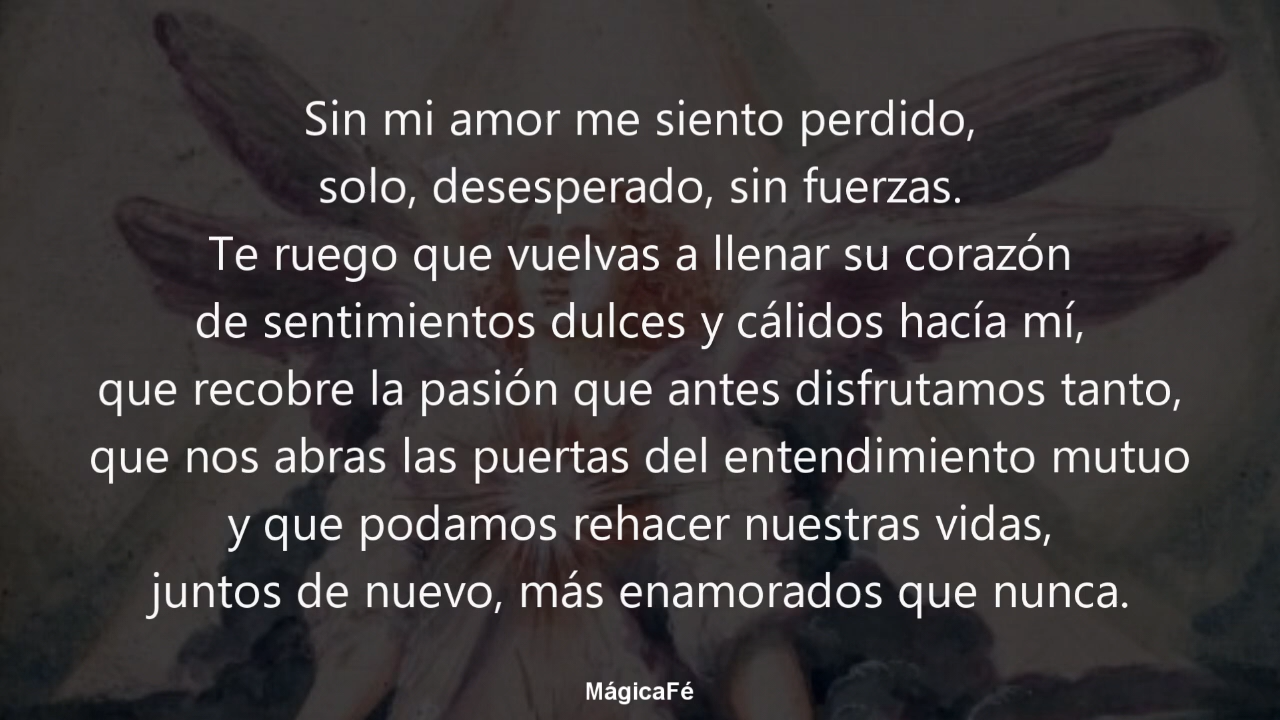 Sin mi amor me siento perdido,
solo, desesperado, sin fuerzas.
Te ruego que vuelvas a llenar su corazón
de sentimientos dulces y cálidos hacía mí,
que recobre la pasión que antes disfrutamos tanto,
que nos abras las puertas del entendimiento mutuo
y que podamos rehacer nuestras vidas,
juntos de nuevo, más enamorados que nunca.
MágicaFé